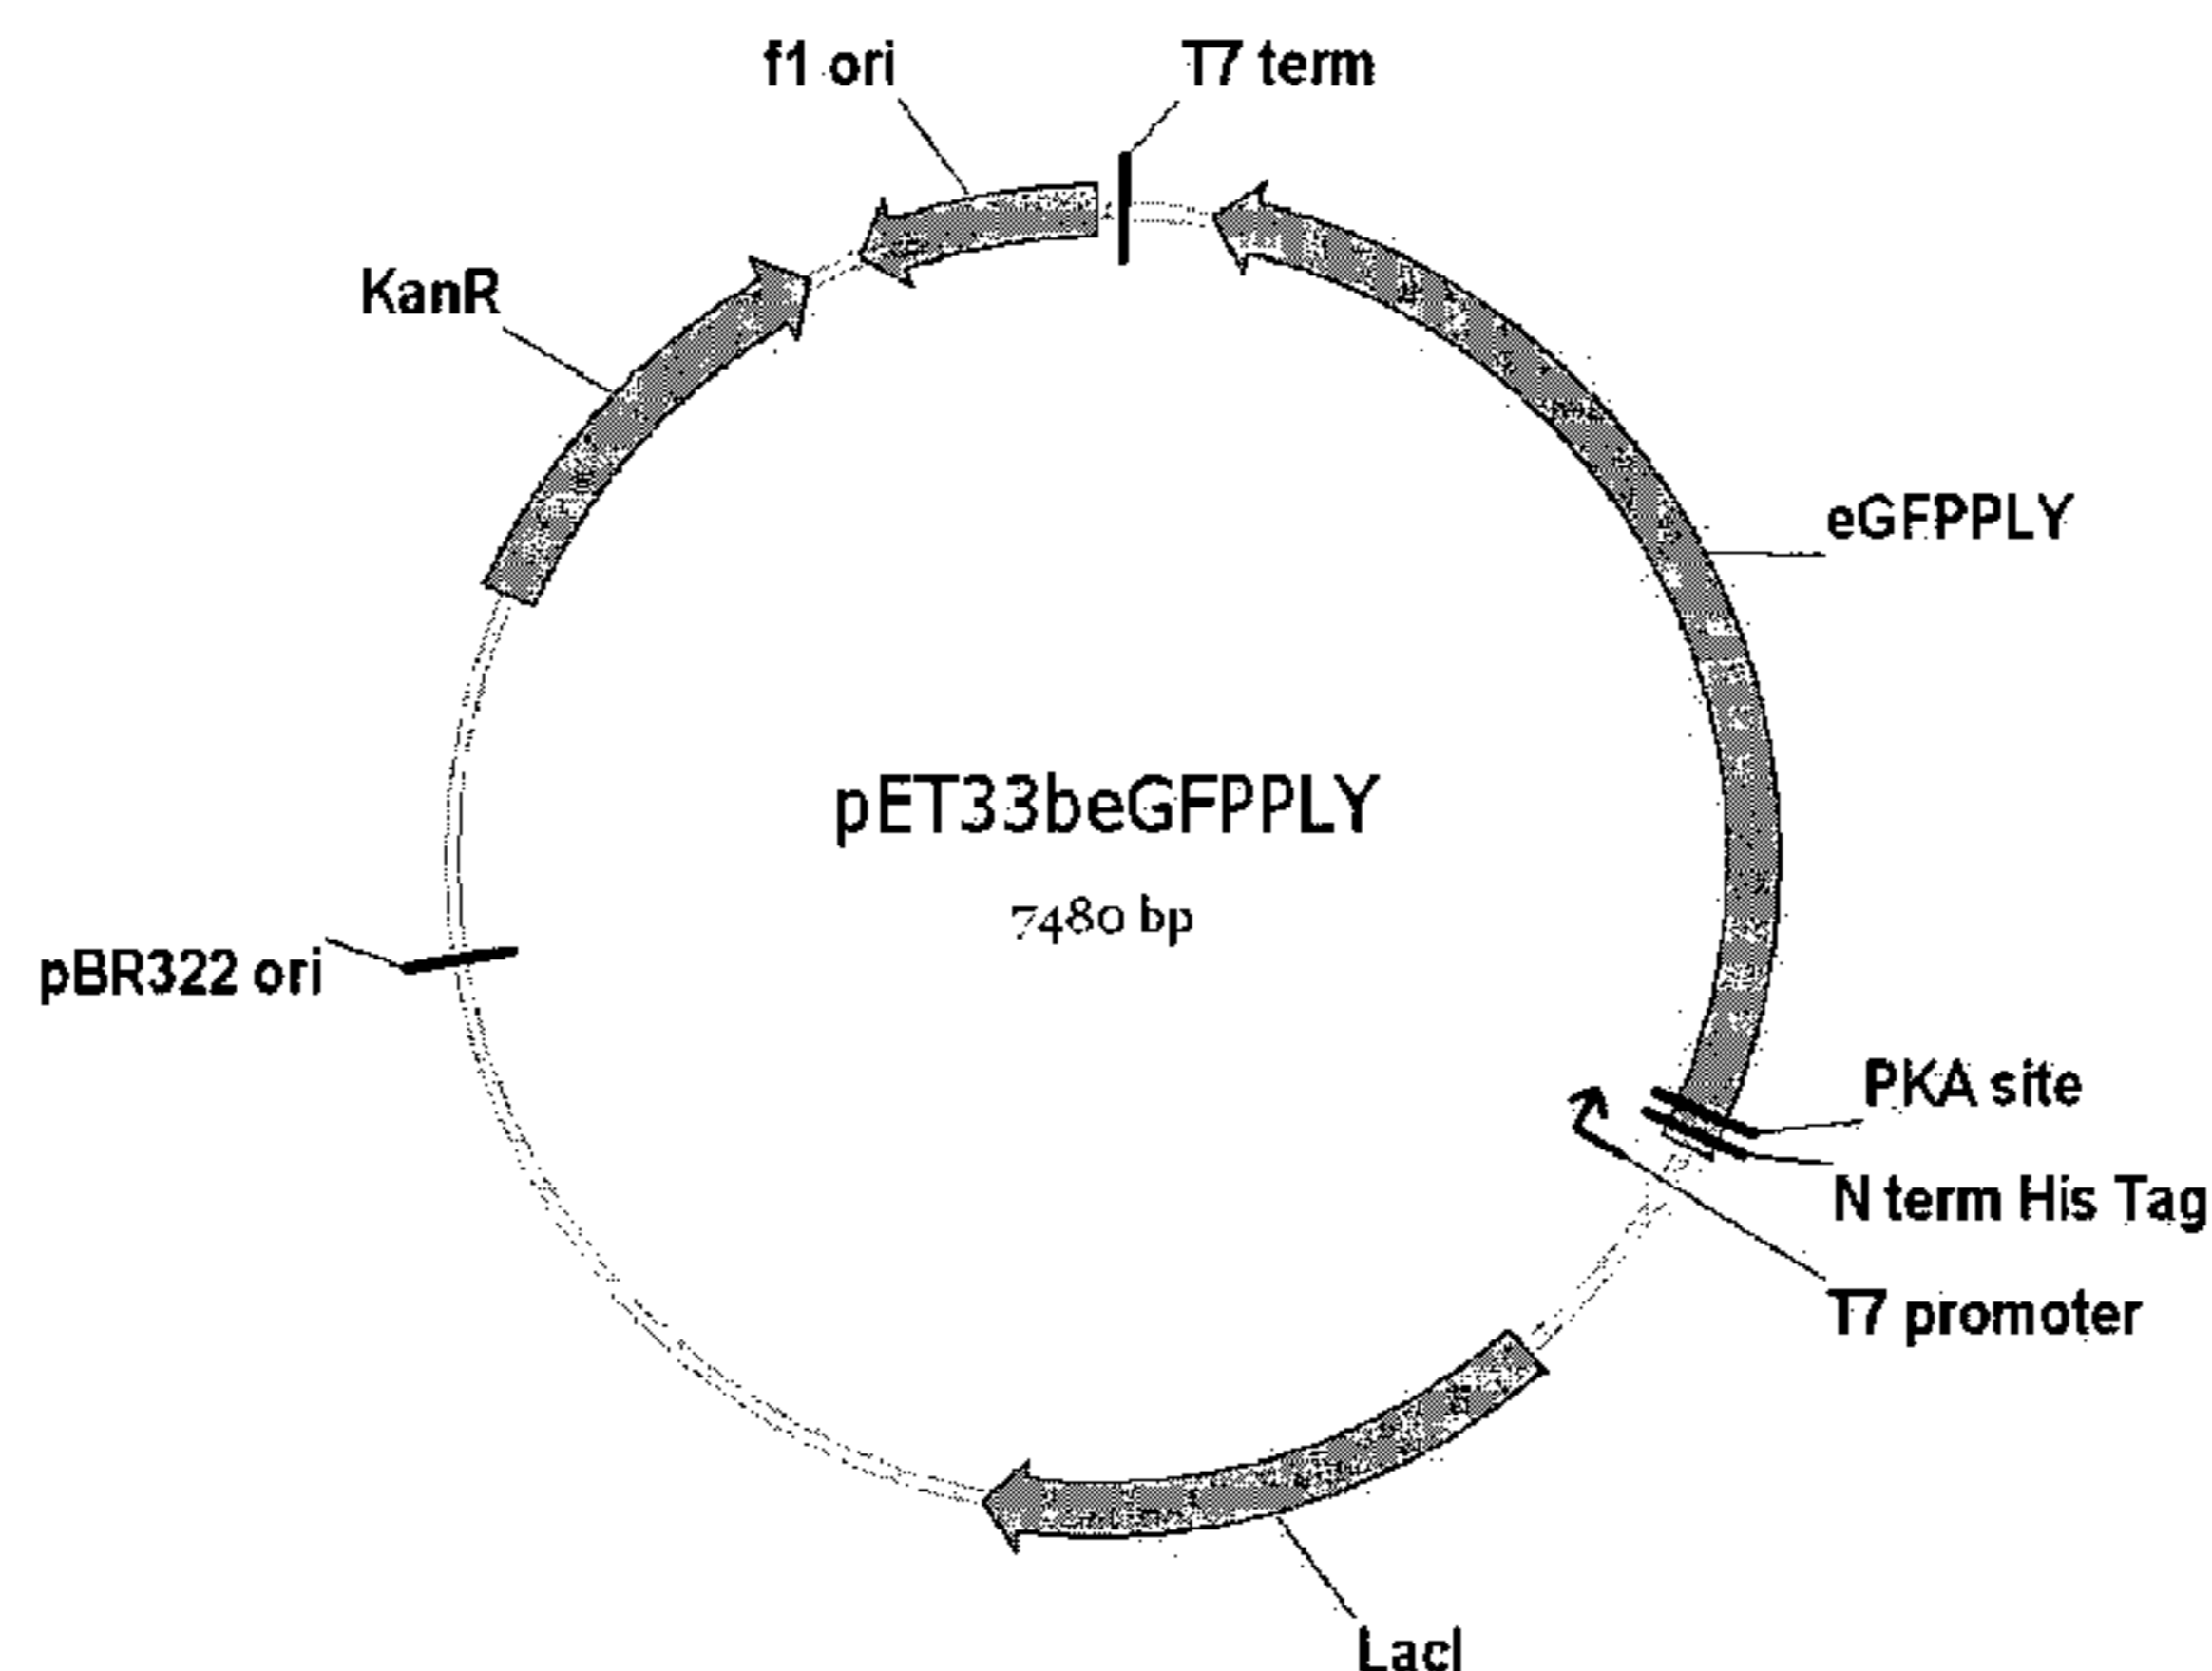 f1 ori
T7 term
KanR
eGFPPLY
pET33beGFPPLY
7480 bp
pBR322 ori
PKA site
N term His Tag
T7 promoter
LacI